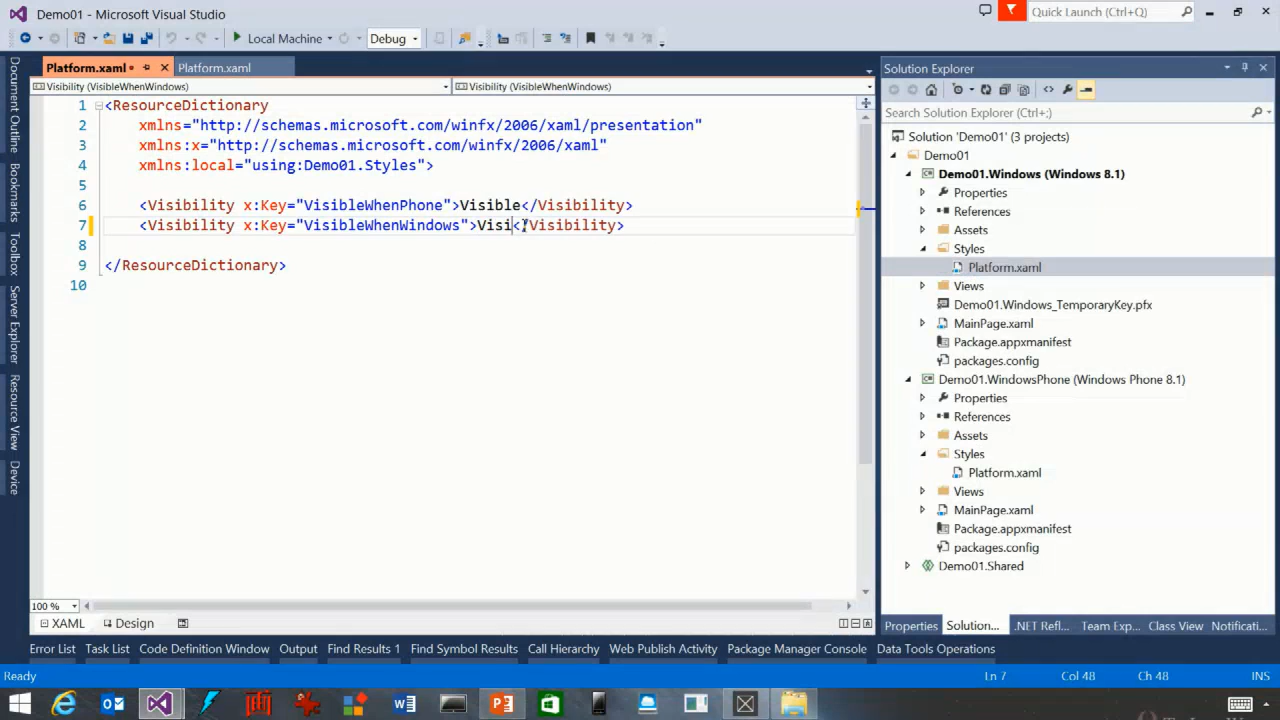 Demo01 - Microsoft Visual Studio
Quick Launch (Ctrl+Q)
Local Machine
Debug
Platform.xaml
Platform.xaml
Visibility (VisibleWhenWindows)
Visibility (VisibleWhenWindows)
Document Outline
Bookmarks
Toolbox
Server Explorer
Resource View
Device
1 <ResourceDictionary
2 xmlns="http://schemas.microsoft.com/winfx/2006/xaml/presentation"
3 xmlns:x="http://schemas.microsoft.com/winfx/2006/xaml"
4 xmlns:local="using:Demo01.Styles">
5
6 <Visibility x:Key="VisibleWhenPhone">Visible</Visibility>
7 <Visibility x:Key="VisibleWhenWindows">Visi</Visibility>
8
9 </ResourceDictionary>
10
100 %
XAML
Design
Solution Explorer
Search Solution Explorer (Ctrl+;)
Solution 'Demo01' (3 projects)
Demo01
Demo01.Windows (Windows 8.1)
Properties
References
Assets
Styles
Platform.xaml
Views
Demo01.Windows_TemporaryKey.pfx
MainPage.xaml
Package.appxmanifest
packages.config
Demo01.WindowsPhone (Windows Phone 8.1)
Properties
References
Assets
Styles
Platform.xaml
Views
MainPage.xaml
Package.appxmanifest
packages.config
Demo01.Shared
Properties Solution... .NET Refl... Team Exp... Class View Notificati...
Error List Task List Code Definition Window Output Find Results 1 Find Symbol Results Call Hierarchy Web Publish Activity Package Manager Console Data Tools Operations
Ready
Ln 7
Col 48
Ch 48
INS